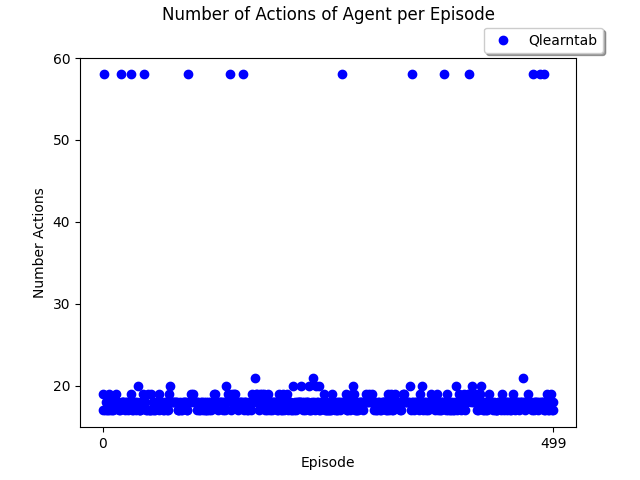 Number of Actions of Agent per Episode
Qlearntab
60
50
40
30
20
Number Actions
0 499
Episode